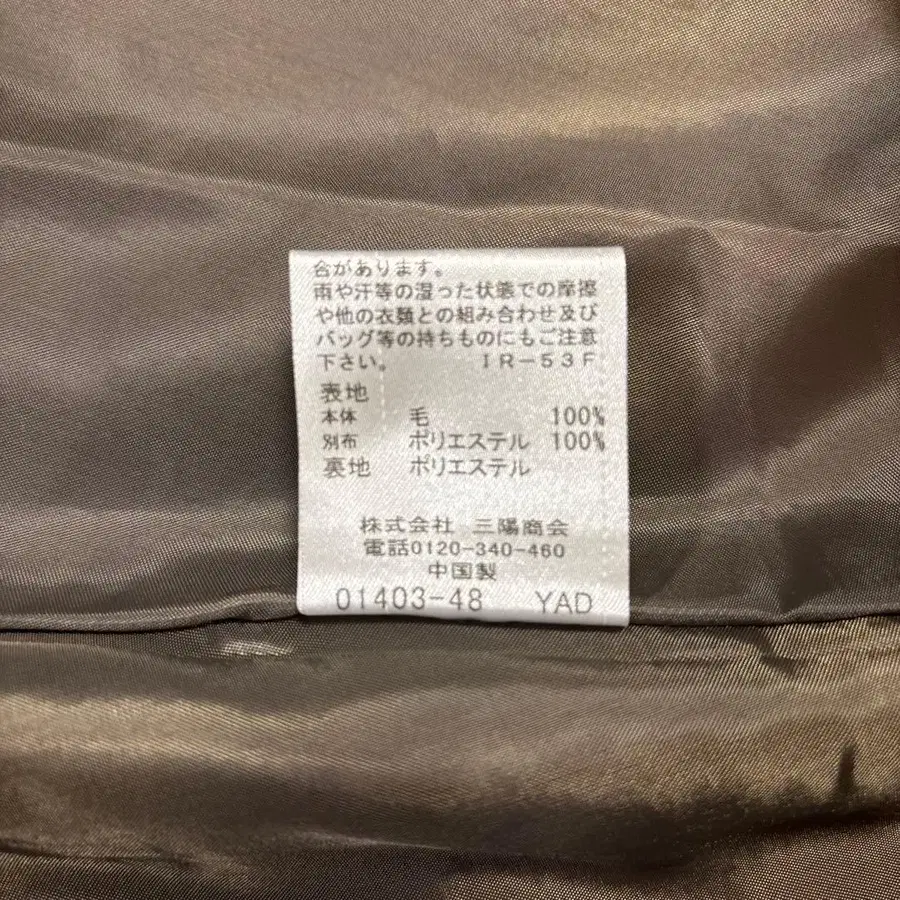 合があります。
雨や汗等の湿った状態での摩擦
や他の衣類との組み合わせ及び
バッグ等の持ちものにもご注意
下さい。 IR-53F
表地
本体 毛 100%
別布 ポリエステル 100%
裏地 ポリエステル
株式会社 三陽商会
電話0120-340-460
中国製
01403-48 YAD